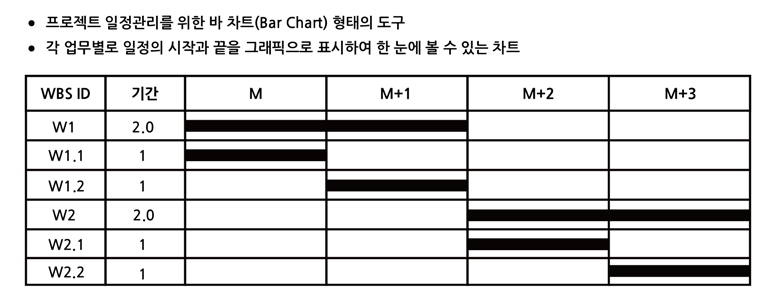 ● 프로젝트 일정관리를 위한 바 차트(Bar Chart) 형태의 도구
● 각 업무별로 일정의 시작과 끝을 그래픽으로 표시하여 한 눈에 볼 수 있는 차트
WBS ID 기간 M M+1 M+2 M+3
W1 2.0
W1.1 1
W1.2 1
W2 2.0
W2.1 1
W2.2 1